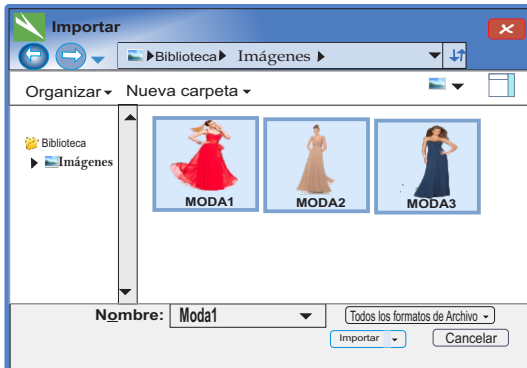 Importar
Biblioteca Imágenes
Organizar Nueva carpeta
Biblioteca
Imágenes
MODA1 MODA2 MODA3
Nombre: Moda1 Todos los formatos de Archivo
Importar Cancelar